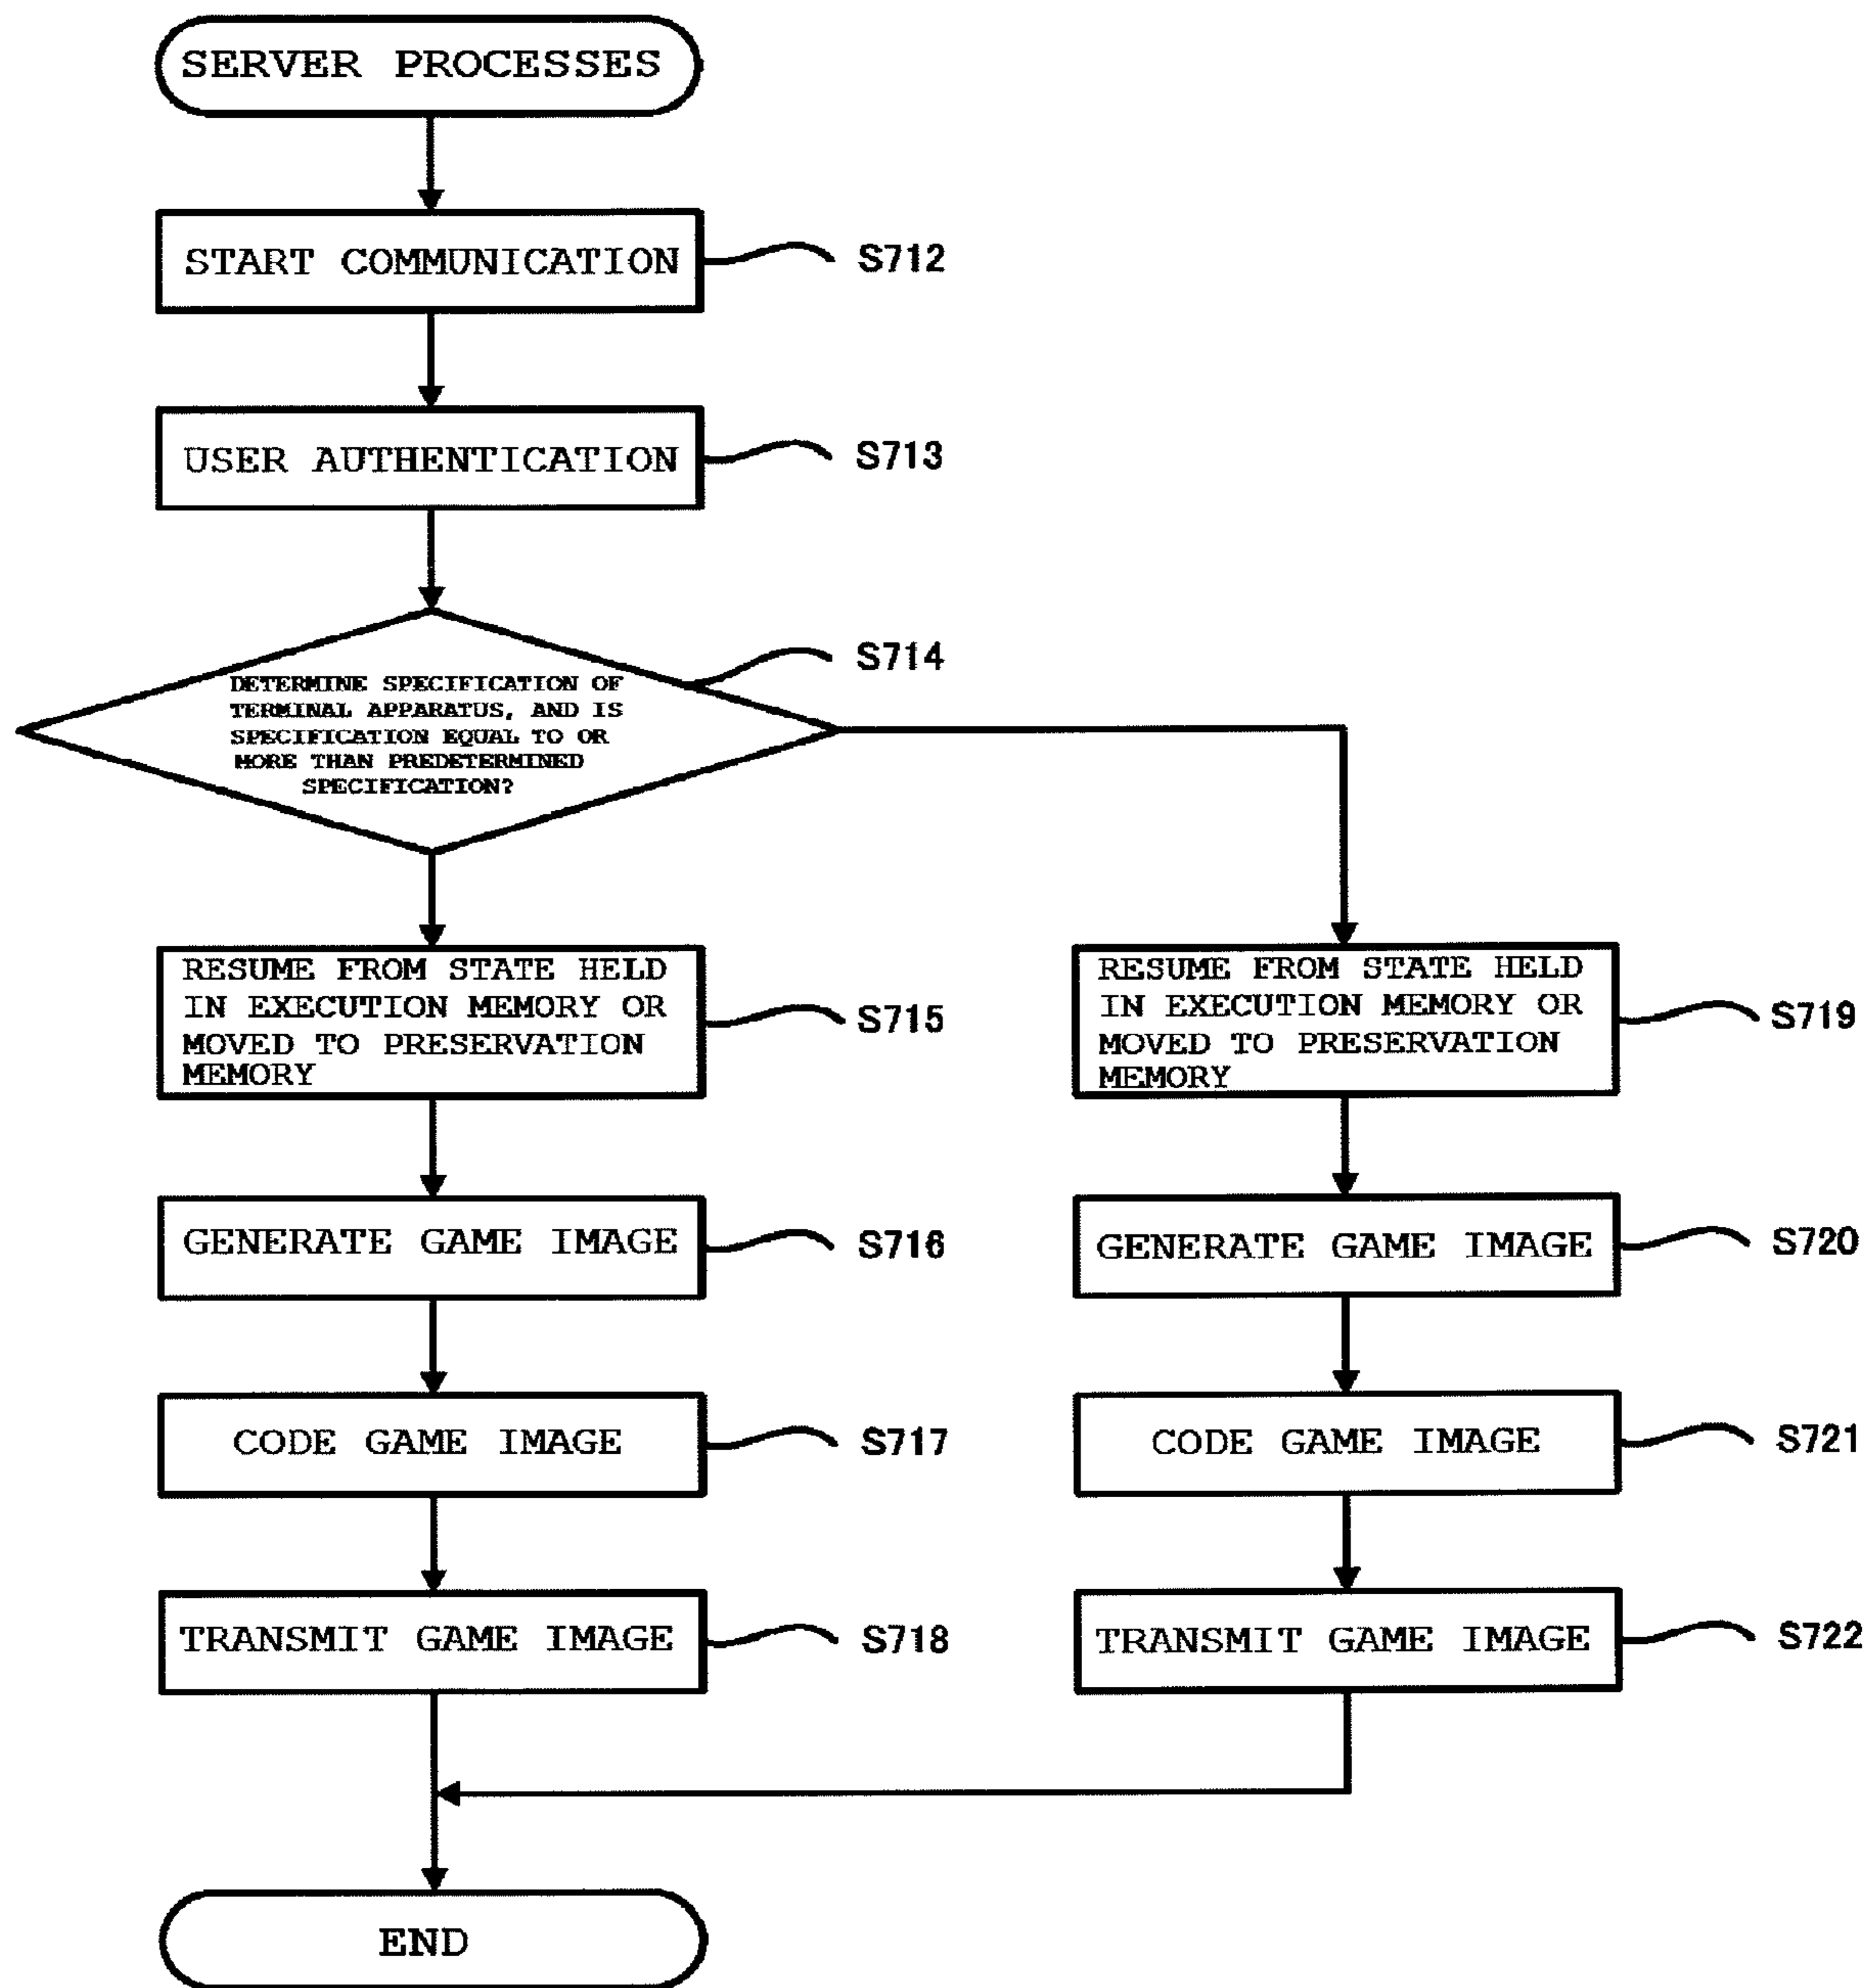 SERVER PROCESSES
START COMMUNICATION
S712
USER AUTHENTICATION
S713
DETERMINE SPECIFICATION OF
TERMINAL APPARATUS, AND IS
SPECIFICATION EQUAL TO OR
MORE THAN PREDETERMINED
SPECIFICATION?
S714
RESUME FROM STATE HELD
IN EXECUTION MEMORY OR
MOVED TO PRESERVATION
MEMORY
S715
GENERATE GAME IMAGE
S716
CODE GAME IMAGE
S717
TRANSMIT GAME IMAGE
S718
RESUME FROM STATE HELD
IN EXECUTION MEMORY OR
MOVED TO PRESERVATION
MEMORY
S719
GENERATE GAME IMAGE
S720
CODE GAME IMAGE
S721
TRANSMIT GAME IMAGE
S722
END